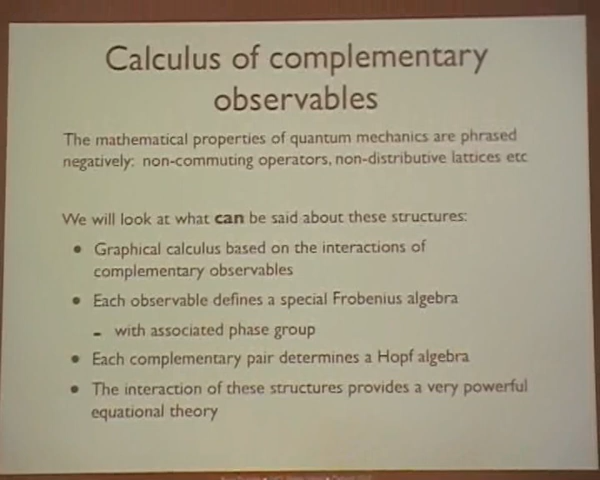 Calculus of complementary
observables
The mathematical properties of quantum mechanics are phrased
negatively: non-commuting operators, non-distributive lattices etc
We will look at what can be said about these structures:
• Graphical calculus based on the interactions of
complementary observables
• Each observable defines a special Frobenius algebra
– with associated phase group
• Each complementary pair determines a Hopf algebra
• The interaction of these structures provides a very powerful
equational theory